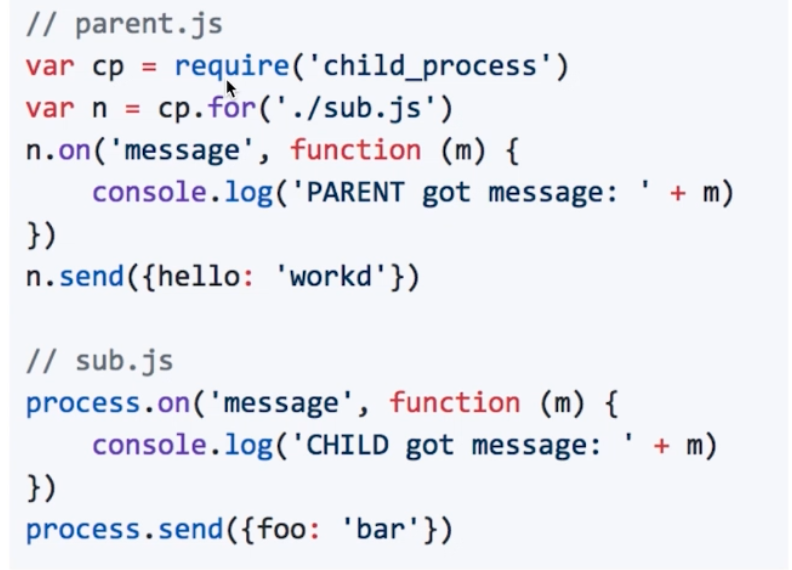 // parent.js
var cp = require('child_process')
var n = cp.for('./sub.js')
n.on('message', function (m) {
    console.log('PARENT got message: ' + m)
})
n.send({hello: 'workd'})

// sub.js
process.on('message', function (m) {
    console.log('CHILD got message: ' + m)
})
process.send({foo: 'bar'})